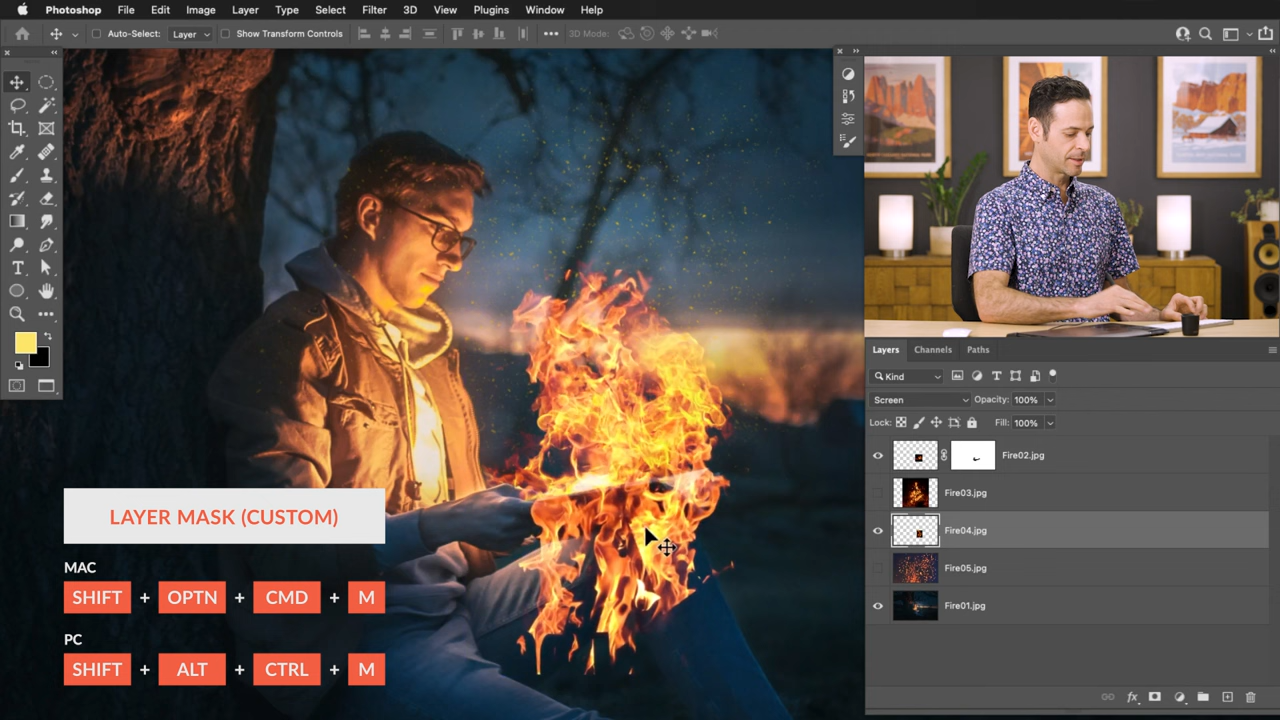 Photoshop File Edit Image Layer Type Select Filter 3D View Plugins Window Help
Auto-Select: Layer Show Transform Controls 3D Mode:
Layers Channels Paths
Kind
Screen Opacity: 100%
Lock: Fill: 100%
Fire02.jpg
Fire03.jpg
Fire04.jpg
Fire05.jpg
Fire01.jpg
LAYER MASK (CUSTOM)
MAC
SHIFT + OPTN + CMD + M
PC
SHIFT + ALT + CTRL + M